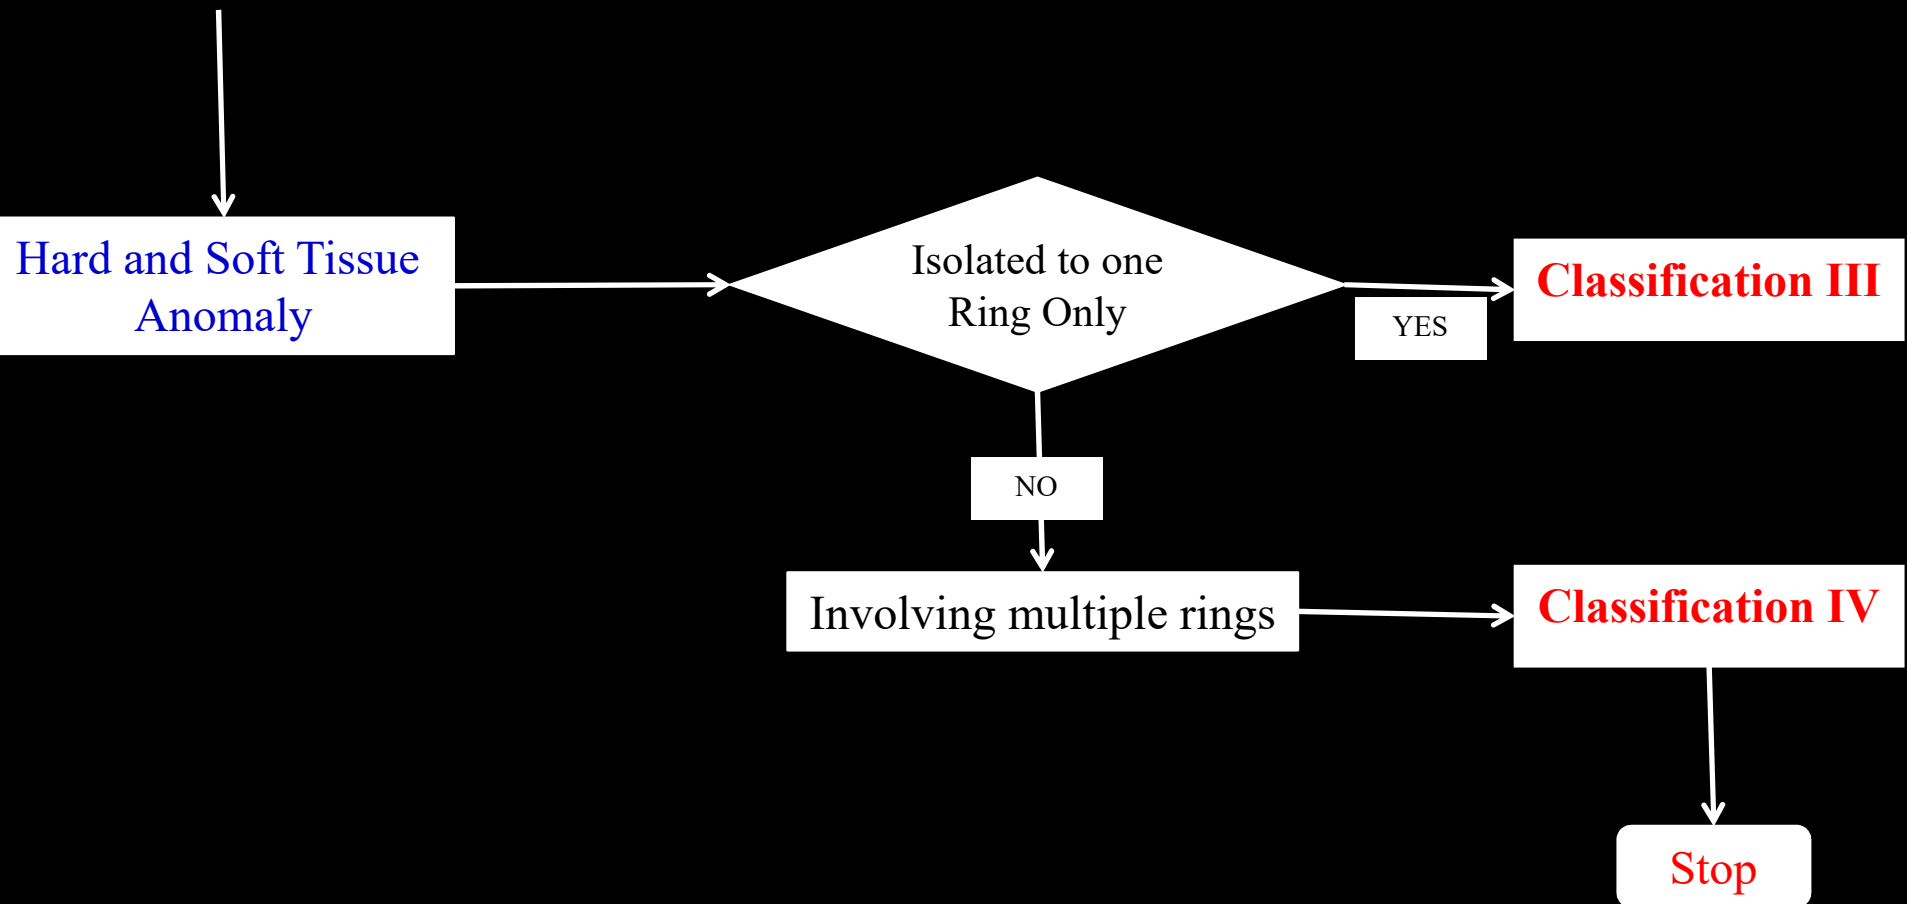 Hard and Soft Tissue
Anomaly
Isolated to one
Ring Only
YES
Classification III
NO
Involving multiple rings
Classification IV
Stop